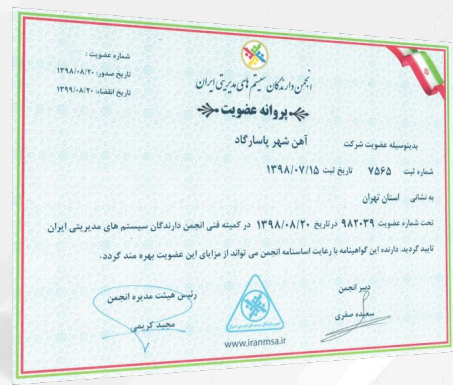 شماره عضویت :
تاریخ صدور: ۱۳۹۸/۰۸/۲۰
تاریخ انقضاء: ۱۳۹۹/۰۸/۲۰
انجمن دارندگان سیستم های مدیریتی ایران
پروانه عضویت
بدینوسیله عضویت شرکت آهن شهر پاسارگاد
شماره ثبت ۷۵۶۵ تاریخ ثبت ۱۳۹۸/۰۷/۱۵
به نشانی استان تهران
تحت شماره عضویت ۹۸۲۰۳۹ درتاریخ ۱۳۹۸/۰۸/۲۰ در کمیته فنی انجمن دارندگان سیستم های مدیریتی ایران
تایید گردید. دارنده این گواهینامه با رعایت اساسنامه انجمن می تواند از مزایای این عضویت بهره مند گردد.
دبیر انجمن
سعیده صفری
رئیس هیئت مدیره انجمن
مجید کریمی
www.iranmsa.ir